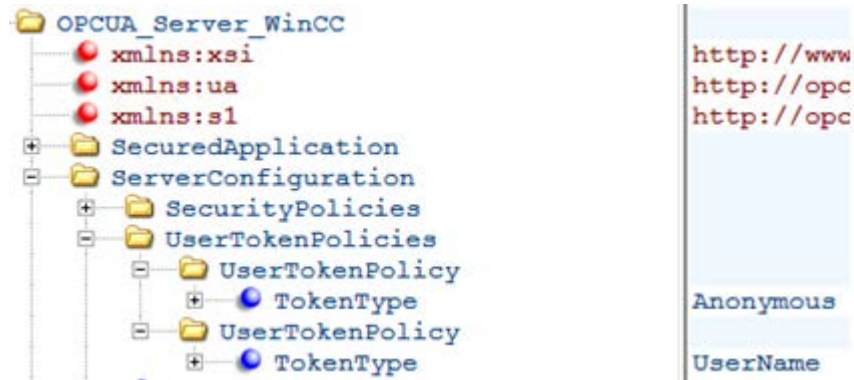 OPCUA_Server_WinCC
xmlns:xsi http://www
xmlns:ua http://opc
xmlns:s1 http://opc
SecuredApplication
ServerConfiguration
SecurityPolicies
UserTokenPolicies
UserTokenPolicy
TokenType Anonymous
UserTokenPolicy
TokenType UserName